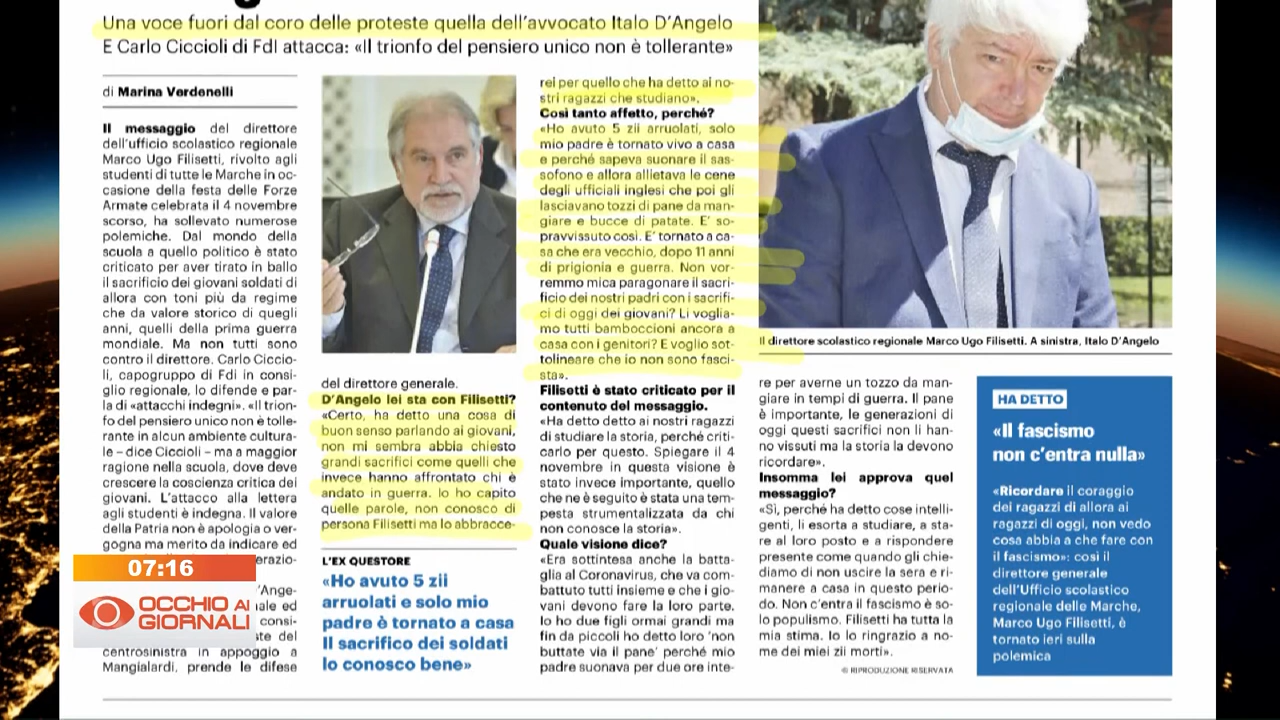 Una voce fuori dal coro delle proteste quella dell'avvocato Italo D'Angelo
E Carlo Ciccioli di FdI attacca: «Il trionfo del pensiero unico non è tollerante»
di Marina Verdenelli
Il messaggio del direttore
dell'ufficio scolastico regionale
Marco Ugo Filisetti, rivolto agli
studenti di tutte le Marche in oc-
casione della festa delle Forze
Armate celebrata il 4 novembre
scorso, ha sollevato numerose
polemiche. Dal mondo della
scuola a quello politico è stato
criticato per aver tirato in ballo
il sacrificio dei giovani soldati di
allora con toni più da regime
che da valore storico di quegli
anni, quelli della prima guerra
mondiale. Ma non tutti sono
contro il direttore. Carlo Ciccio-
li, capogruppo di Fdi in consi-
glio regionale, lo difende e par-
la di «attacchi indegni». «Il trion-
fo del pensiero unico non è tolle-
rante in alcun ambiente cultura-
le – dice Ciccioli – ma a maggior
ragione nella scuola, dove deve
crescere la coscienza critica dei
giovani. L'attacco alla lettera
agli studenti è indegna. Il valore
della Patria non è apologia o ver-
gogna ma merito da indicare ed
erazio-
'Ange-
ale ed
consi-
ste del
centrosinistra in appoggio a
Mangialardi, prende le difese
07:16
OCCHIO AI
GIORNALI
del direttore generale.
D'Angelo lei sta con Filisetti?
«Certo, ha detto una cosa di
buon senso parlando ai giovani,
non mi sembra abbia chiesto
grandi sacrifici come quelli che
invece hanno affrontato chi è
andato in guerra. Io ho capito
quelle parole, non conosco di
persona Filisetti ma lo abbracce-
L'EX QUESTORE
«Ho avuto 5 zii
arruolati e solo mio
padre è tornato a casa
Il sacrificio dei soldati
lo conosco bene»
rei per quello che ha detto ai no-
stri ragazzi che studiano».
Così tanto affetto, perché?
«Ho avuto 5 zii arruolati, solo
mio padre è tornato vivo a casa
e perché sapeva suonare il sas-
sofono e allora allietava le cene
degli ufficiali inglesi che poi gli
lasciavano tozzi di pane da man-
giare e bucce di patate. E' so-
pravvissuto così. E' tornato a ca-
sa che era vecchio, dopo 11 anni
di prigionia e guerra. Non vor-
remmo mica paragonare il sacri-
ficio dei nostri padri con i sacrifi-
ci di oggi dei giovani? Li voglia-
mo tutti bamboccioni ancora a
casa con i genitori? E voglio sot-
tolineare che io non sono fasci-
sta».
Filisetti è stato criticato per il
contenuto del messaggio.
«Ha detto detto ai nostri ragazzi
di studiare la storia, perché criti-
carlo per questo. Spiegare il 4
novembre in questa visione è
stato invece importante, quello
che ne è seguito è stata una tem-
pesta strumentalizzata da chi
non conosce la storia».
Quale visione dice?
«Era sottintesa anche la batta-
glia al Coronavirus, che va com-
battuto tutti insieme e che i gio-
vani devono fare la loro parte.
Io ho due figli ormai grandi ma
fin da piccoli ho detto loro 'non
buttate via il pane' perché mio
padre suonava per due ore inte-
Il direttore scolastico regionale Marco Ugo Filisetti. A sinistra, Italo D'Angelo
re per averne un tozzo da man-
giare in tempi di guerra. Il pane
è importante, le generazioni di
oggi questi sacrifici non li han-
no vissuti ma la storia la devono
ricordare».
Insomma lei approva quel
messaggio?
«Sì, perché ha detto cose intelli-
genti, li esorta a studiare, a sta-
re al loro posto e a rispondere
presente come quando gli chie-
diamo di non uscire la sera e ri-
manere a casa in questo perio-
do. Non c'entra il fascismo è so-
lo populismo. Filisetti ha tutta la
mia stima. Io lo ringrazio a no-
me dei miei zii morti».
© RIPRODUZIONE RISERVATA
HA DETTO
«Il fascismo
non c'entra nulla»
«Ricordare il coraggio
dei ragazzi di allora ai
ragazzi di oggi, non vedo
cosa abbia a che fare con
il fascismo»: così il
direttore generale
dell'Ufficio scolastico
regionale delle Marche,
Marco Ugo Filisetti, è
tornato ieri sulla
polemica